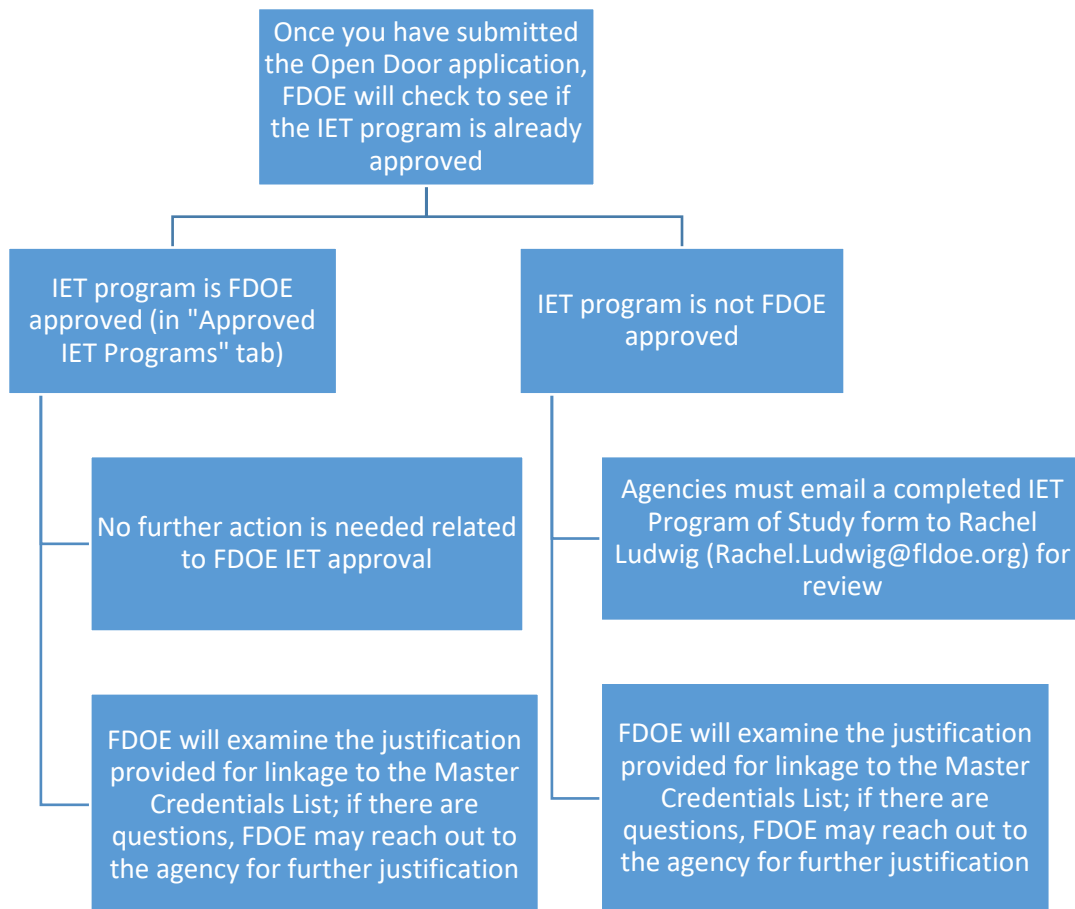 Once you have submitted
the Open Door application,
FDOE will check to see if
the IET program is already
approved
IET program is FDOE
approved (in "Approved
IET Programs" tab)
IET program is not FDOE
approved
No further action is needed related
to FDOE IET approval
Agencies must email a completed IET
Program of Study form to Rachel
Ludwig (Rachel.Ludwig@fldoe.org) for
review
FDOE will examine the justification
provided for linkage to the Master
Credentials List; if there are
questions, FDOE may reach out to
the agency for further justification
FDOE will examine the justification
provided for linkage to the Master
Credentials List; if there are
questions, FDOE may reach out to
the agency for further justification